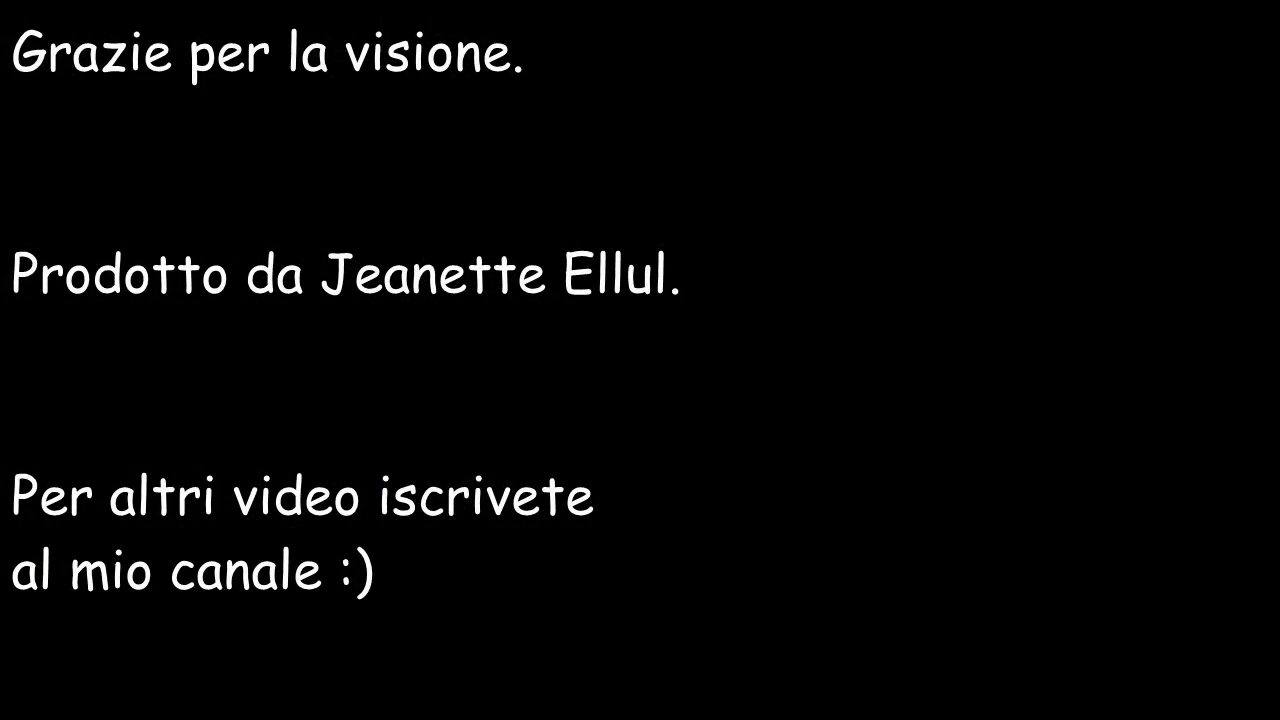 Grazie per la visione.
Prodotto da Jeanette Ellul.
Per altri video iscrivete
al mio canale :)